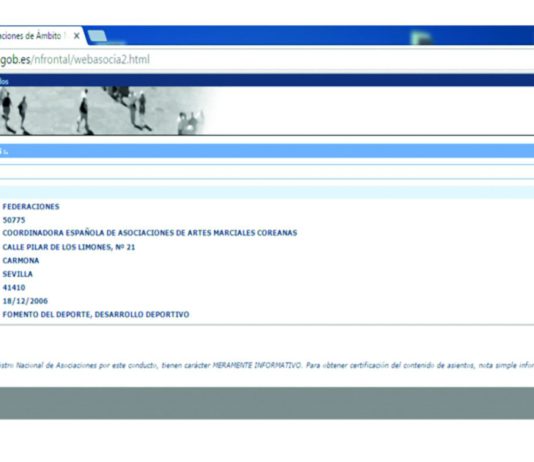 aciones de Ámbito
gob.es/nfrontal/webasocia2.html
FEDERACIONES
50775
COORDINADORA ESPAÑOLA DE ASOCIACIONES DE ARTES MARCIALES COREANAS
CALLE PILAR DE LOS LIMONES, Nº 21
CARMONA
SEVILLA
41410
18/12/2006
FOMENTO DEL DEPORTE, DESARROLLO DEPORTIVO
istro Nacional de Asociaciones por este conducto, tienen carácter MERAMENTE INFORMATIVO. Para obtener certificación del contenido de asientos, nota simple infor